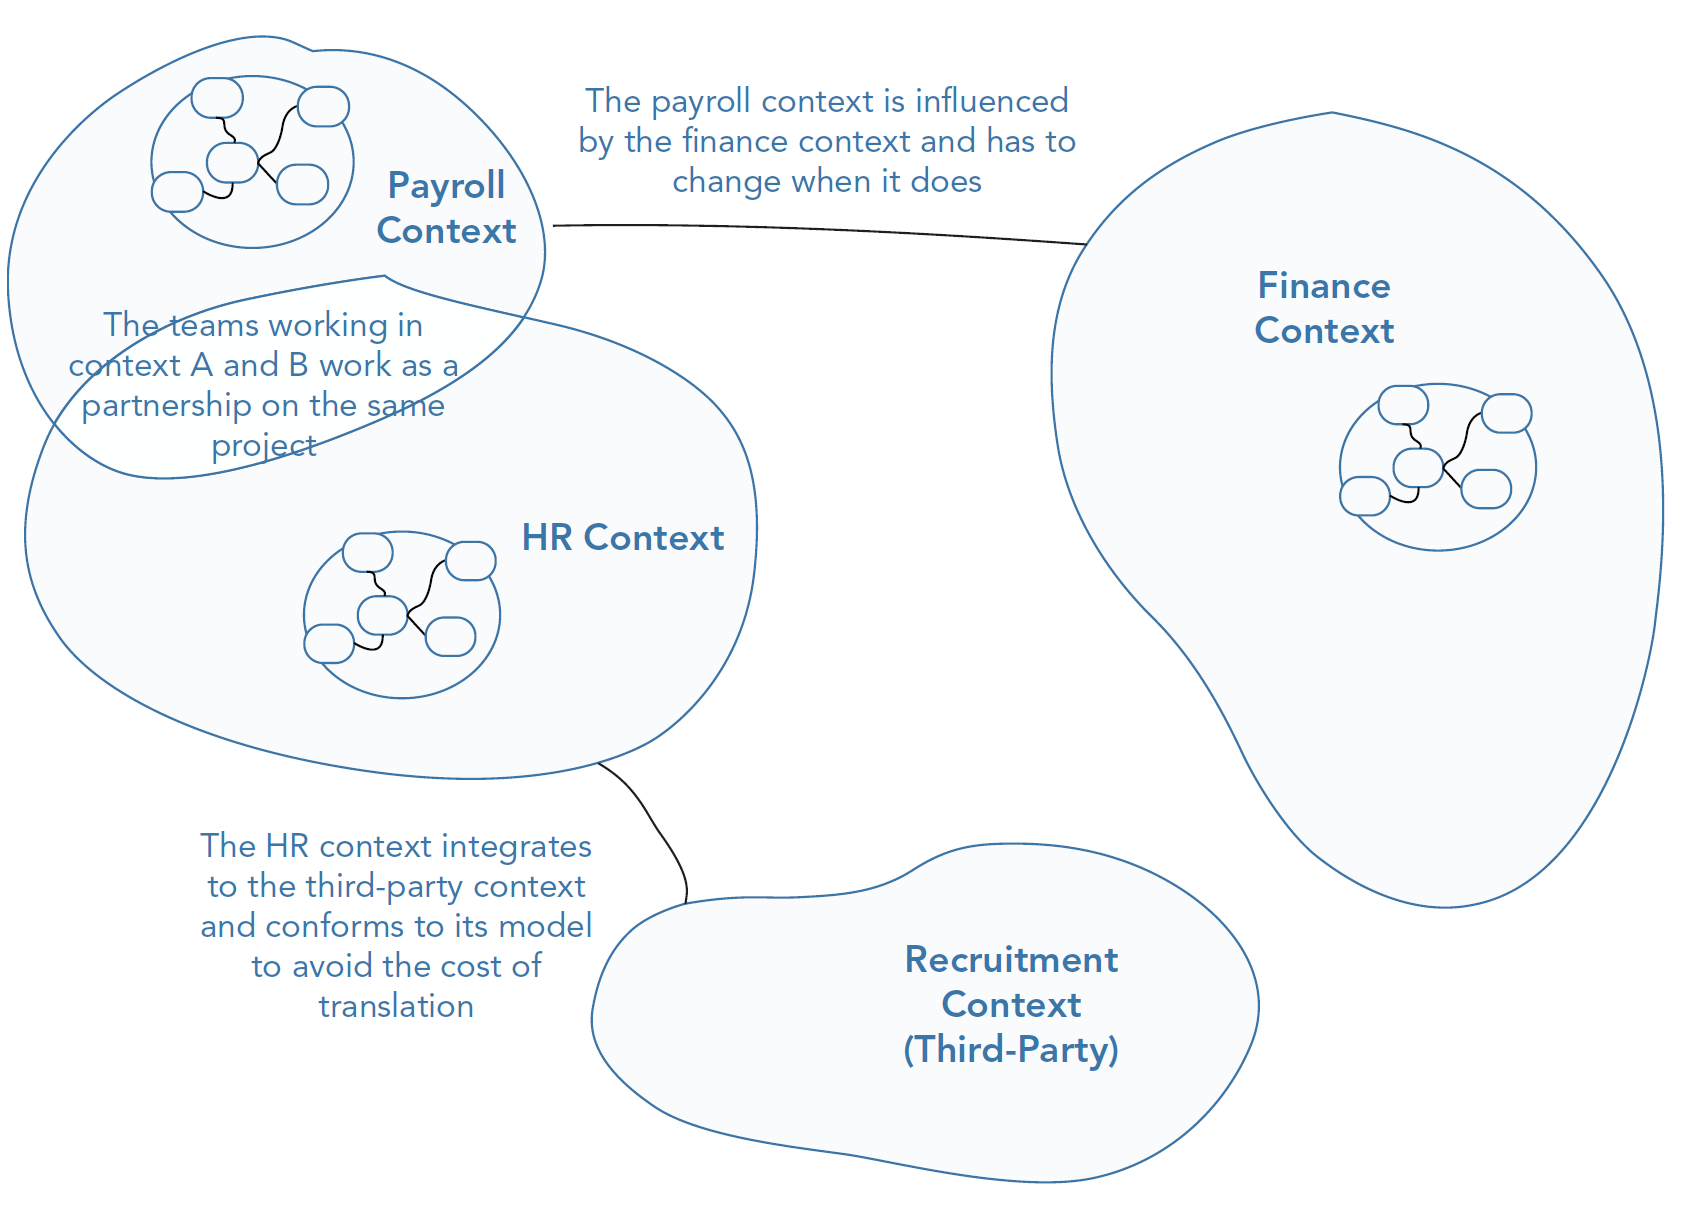 The payroll context is influenced
by the finance context and has to
change when it does
Payroll
Context
Finance
Context
The teams working in
context A and B work as a
partnership on the same
project
HR Context
The HR context integrates
to the third-party context
and conforms to its model
to avoid the cost of
translation
Recruitment
Context
(Third-Party)